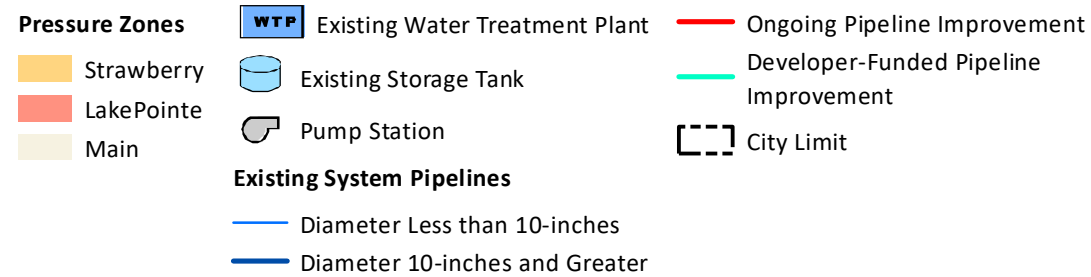 Pressure Zones
Strawberry
LakePointe
Main
WTP Existing Water Treatment Plant
Existing Storage Tank
Pump Station
Existing System Pipelines
Diameter Less than 10-inches
Diameter 10-inches and Greater
Ongoing Pipeline Improvement
Developer-Funded Pipeline
Improvement
City Limit